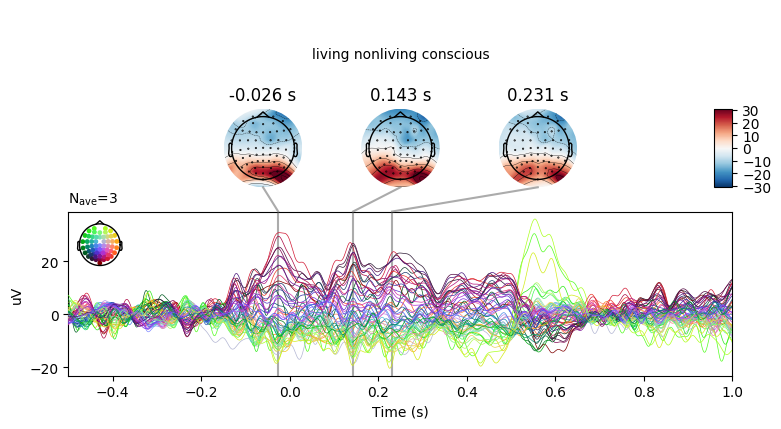 living nonliving conscious
-0.026 s 0.143 s 0.231 s
30
20
10
0
−10
−20
−30
Nave=3
20
0
−20
uV
−0.4 −0.2 0.0 0.2 0.4 0.6 0.8 1.0
Time (s)